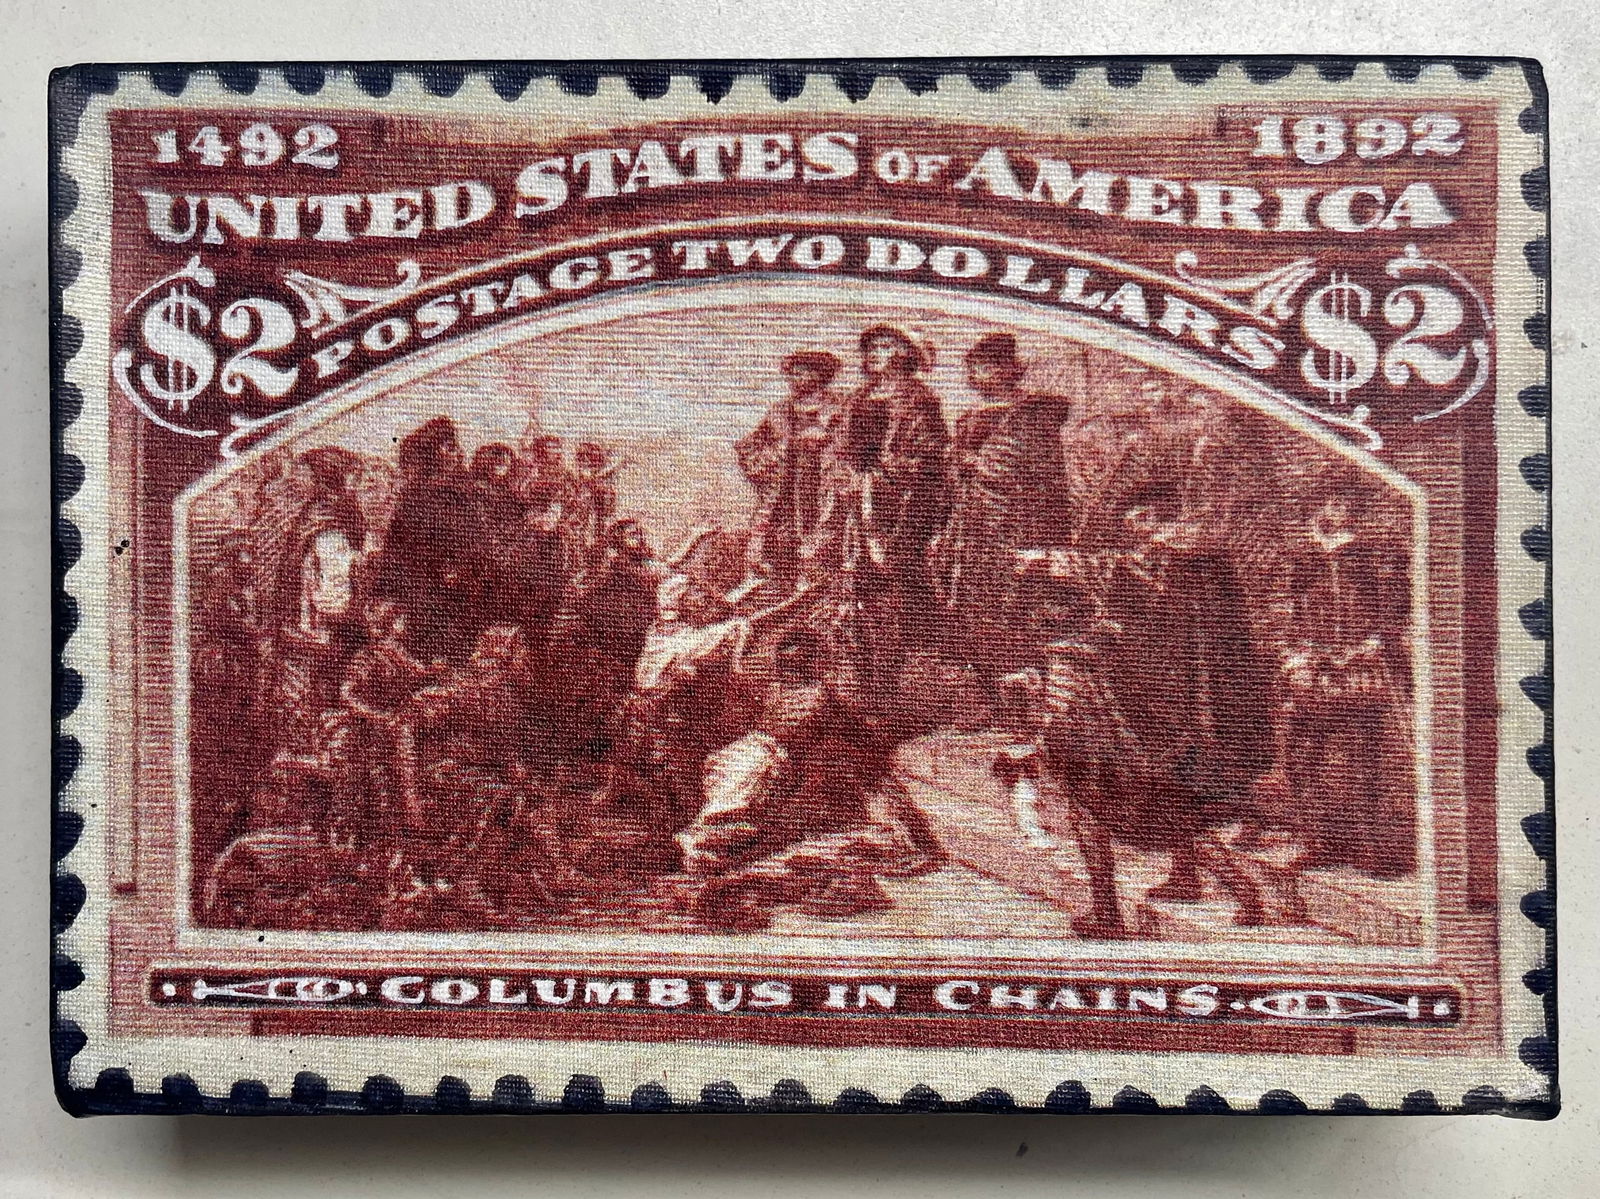 1492 1892
UNITED STATES OF AMERICA
$2 POSTAGE TWO DOLLARS $2
COLUMBUS IN CHAINS